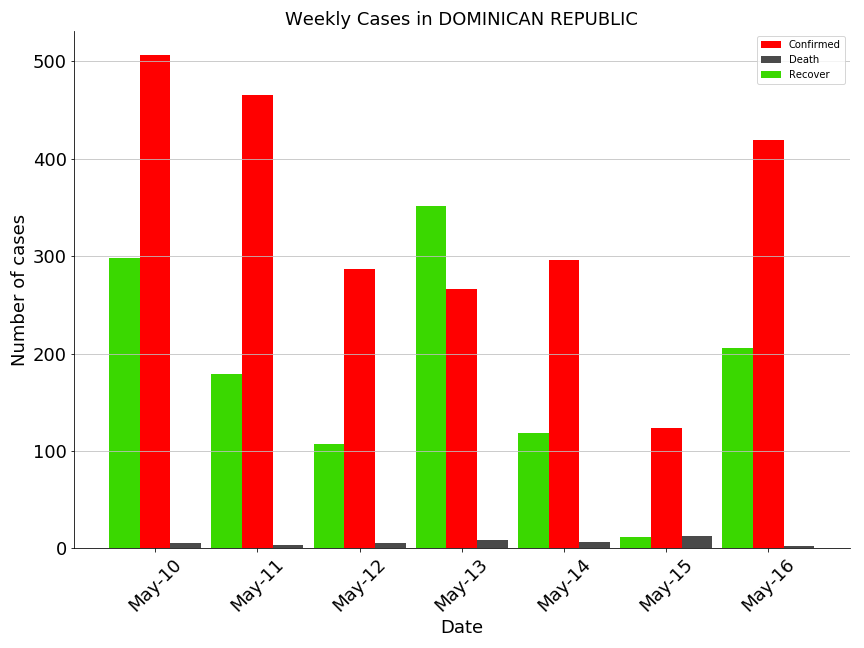 Weekly Cases in DOMINICAN REPUBLIC
Confirmed
Death
Recover
Number of cases
500
400
300
200
100
0
May-10
May-11
May-12
May-13
May-14
May-15
May-16
Date